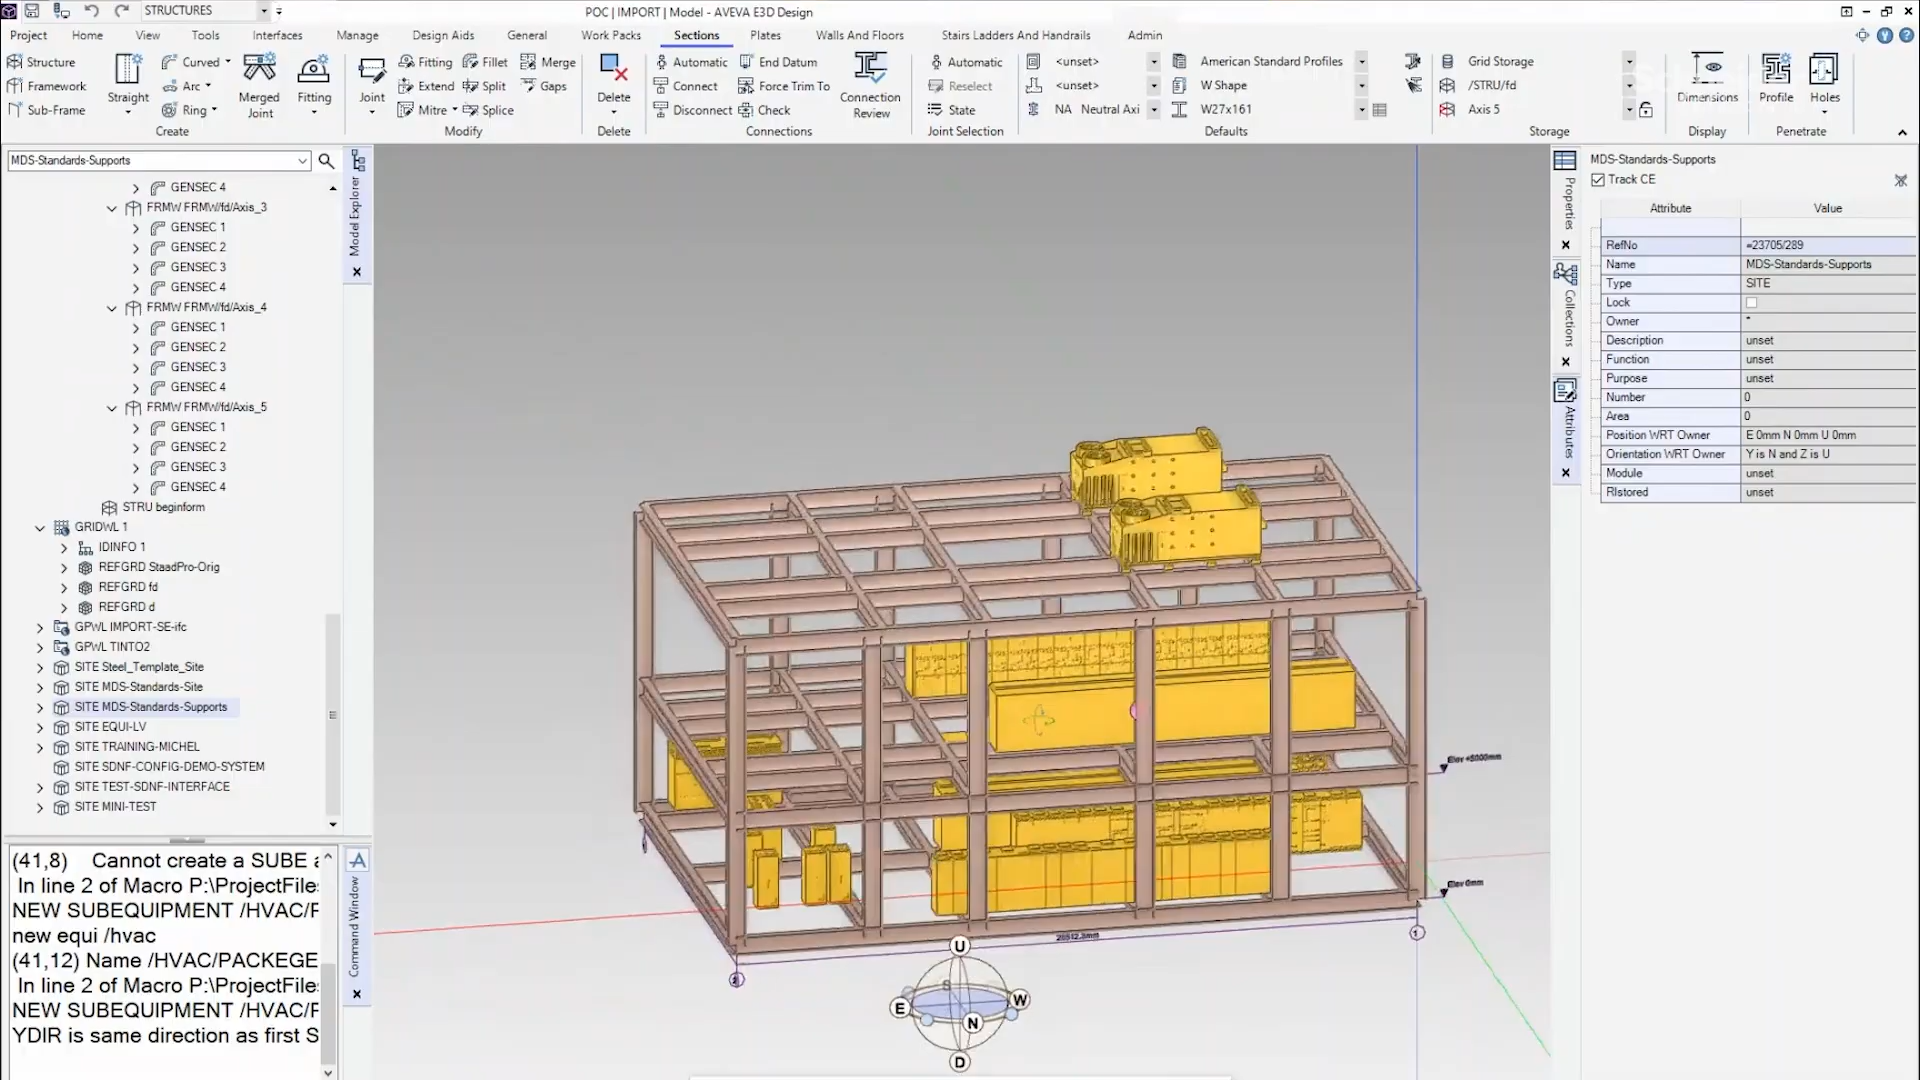 STRUCTURES
POC | IMPORT | Model - AVEVA E3D Design
Project Home View Tools Interfaces Manage Design Aids General Work Packs Sections Plates Walls And Floors Stairs Ladders And Handrails Admin
Structure
Framework
Sub-Frame
Straight
Curved
Arc
Ring
Merged Joint
Fitting
Create
Joint
Fitting Fillet Merge
Extend Split Gaps
Mitre Splice
Modify
Delete
Delete
Automatic End Datum
Connect Force Trim To
Disconnect Check
Connection Review
Connections
Automatic
Reselect
State
Joint Selection
<unset> American Standard Profiles
<unset> W Shape
NA Neutral Axi W27x161
Defaults
Grid Storage
/STRU/fd
Axis 5
Storage
Dimensions
Display
Profile
Holes
Penetrate
MDS-Standards-Supports
GENSEC 4
FRMW FRMW/fd/Axis_3
GENSEC 1
GENSEC 2
GENSEC 3
GENSEC 4
FRMW FRMW/fd/Axis_4
GENSEC 1
GENSEC 2
GENSEC 3
GENSEC 4
FRMW FRMW/fd/Axis_5
GENSEC 1
GENSEC 2
GENSEC 3
GENSEC 4
STRU beginform
GRIDWL 1
IDINFO 1
REFGRD StaadPro-Orig
REFGRD fd
REFGRD d
GPWL IMPORT-SE-ifc
GPWL TINTO2
SITE Steel_Template_Site
SITE MDS-Standards-Site
SITE MDS-Standards-Supports
SITE EQUI-LV
SITE TRAINING-MICHEL
SITE SDNF-CONFIG-DEMO-SYSTEM
SITE TEST-SDNF-INTERFACE
SITE MINI-TEST
Model Explorer
(41,8) Cannot create a SUBE a
In line 2 of Macro P:\ProjectFile
NEW SUBEQUIPMENT /HVAC/F
new equi /hvac
(41,12) Name /HVAC/PACKEGE
In line 2 of Macro P:\ProjectFile
NEW SUBEQUIPMENT /HVAC/F
YDIR is same direction as first S
Command Window
Elev +5000mm
Elev 0mm
1
2
U
E
S
W
N
D
Properties
Collections
Attributes
MDS-Standards-Supports
Track CE
Attribute Value
RefNo =23705/289
Name MDS-Standards-Supports
Type SITE
Lock
Owner *
Description unset
Function unset
Purpose unset
Number 0
Area 0
Position WRT Owner E 0mm N 0mm U 0mm
Orientation WRT Owner Y is N and Z is U
Module unset
Rlstored unset